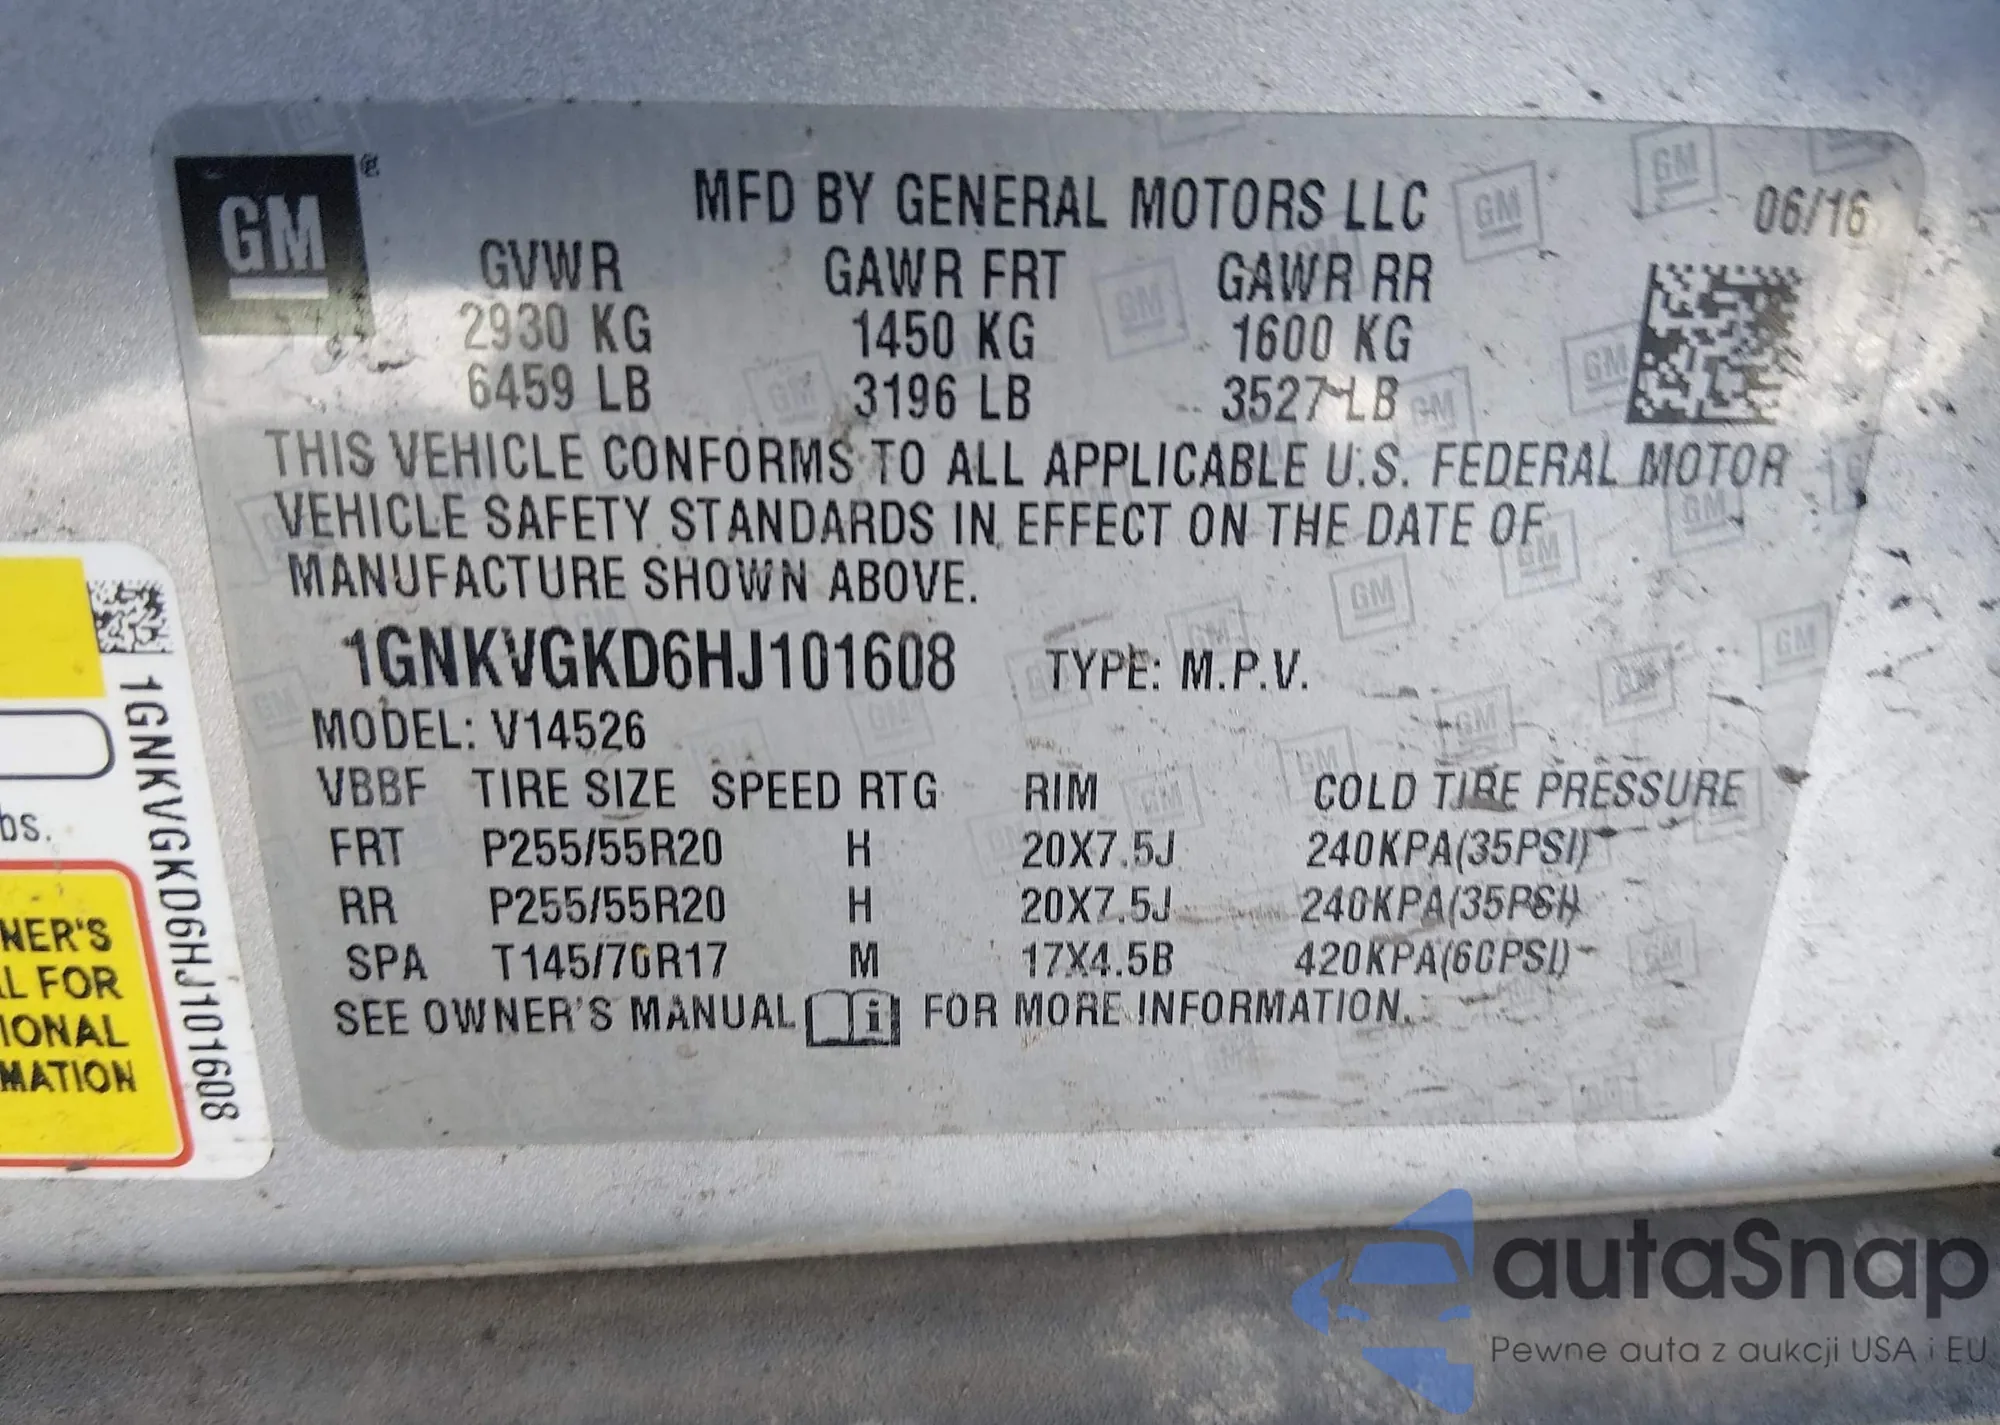 GM
MFD BY GENERAL MOTORS LLC
06/16
GVWR GAWR FRT GAWR RR
2930 KG 1450 KG 1600 KG
6459 LB 3196 LB 3527 LB
THIS VEHICLE CONFORMS TO ALL APPLICABLE U.S. FEDERAL MOTOR
VEHICLE SAFETY STANDARDS IN EFFECT ON THE DATE OF
MANUFACTURE SHOWN ABOVE.
1GNKVGKD6HJ101608 TYPE: M.P.V.
MODEL: V14526
VBBF TIRE SIZE SPEED RTG RIM COLD TIRE PRESSURE
FRT P255/55R20 H 20X7.5J 240KPA(35PSI)
RR P255/55R20 H 20X7.5J 240KPA(35PSI)
SPA T145/70R17 M 17X4.5B 420KPA(60PSI)
SEE OWNER'S MANUAL i FOR MORE INFORMATION.
1GNKVGKD6HJ101608
bs.
NER'S
L FOR
IONAL
MATION
autaSnap
Pewne auta z aukcji USA i EU